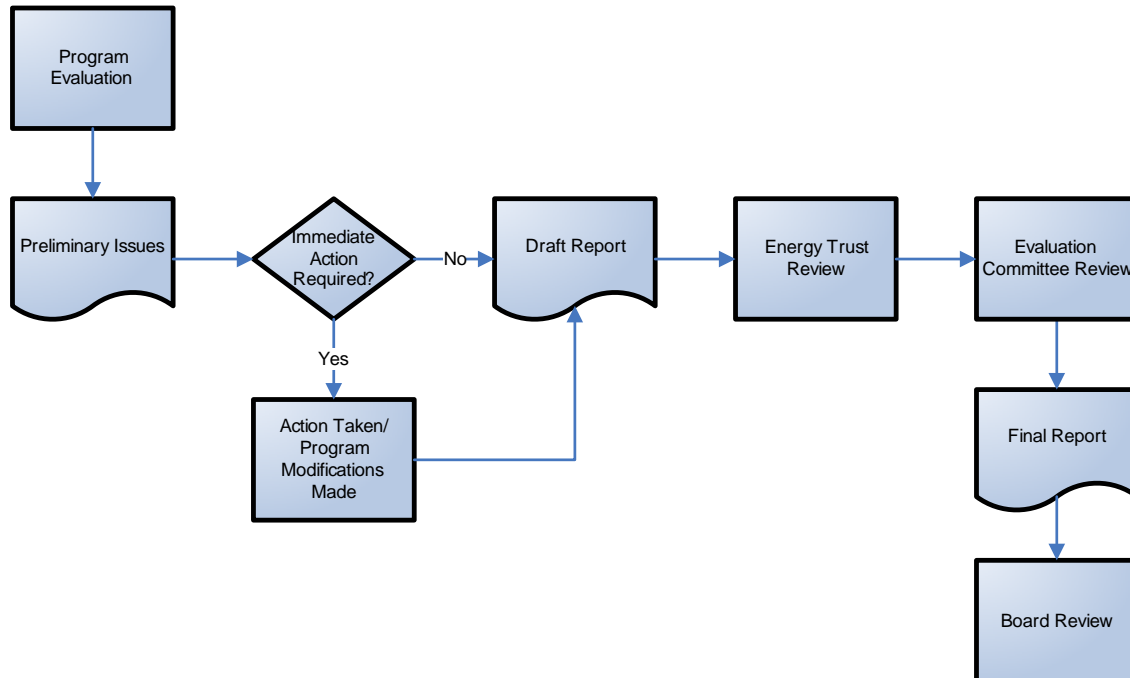 Program
Evaluation
Preliminary Issues
Immediate
Action
Required?
No
Draft Report
Energy Trust
Review
Evaluation
Committee Review
Yes
Action Taken/
Program
Modifications
Made
Final Report
Board Review